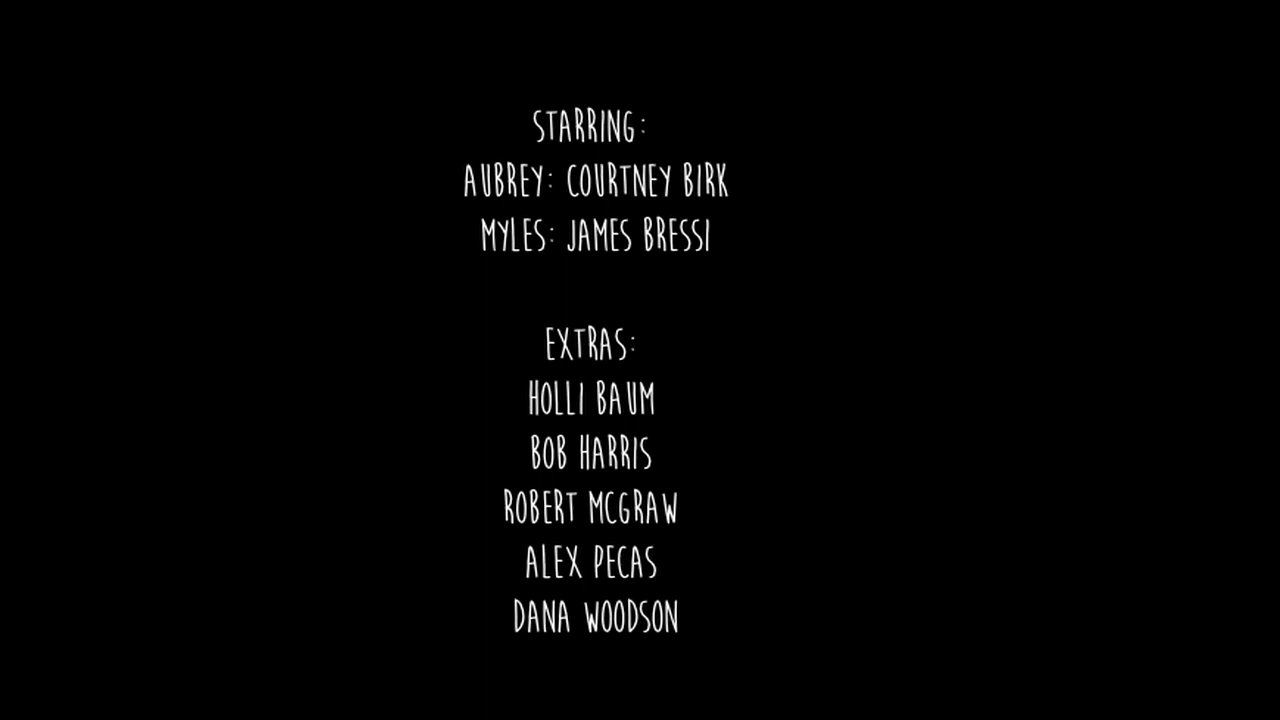 STARRING:
AUBREY: COURTNEY BIRK
MYLES: JAMES BRESSI
EXTRAS:
HOLLI BAUM
BOB HARRIS
ROBERT MCGRAW
ALEX PECAS
DANA WOODSON